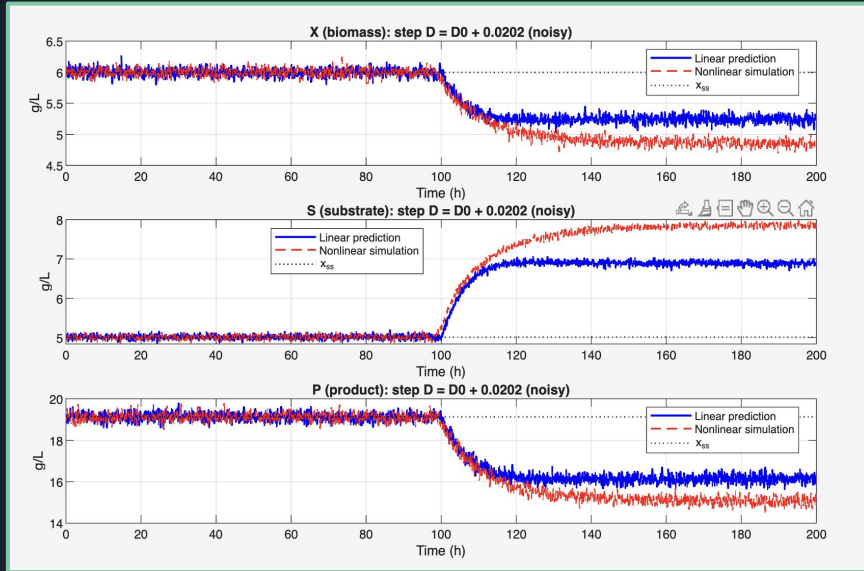 X (biomass): step D = D0 + 0.0202 (noisy)
6.5
6
5.5
5
4.5
g/L
Linear prediction
Nonlinear simulation
x_ss
0 20 40 60 80 100 120 140 160 180 200
Time (h)
S (substrate): step D = D0 + 0.0202 (noisy)
8
7
6
5
g/L
Linear prediction
Nonlinear simulation
x_ss
0 20 40 60 80 100 120 140 160 180 200
Time (h)
P (product): step D = D0 + 0.0202 (noisy)
20
18
16
14
g/L
Linear prediction
Nonlinear simulation
x_ss
0 20 40 60 80 100 120 140 160 180 200
Time (h)